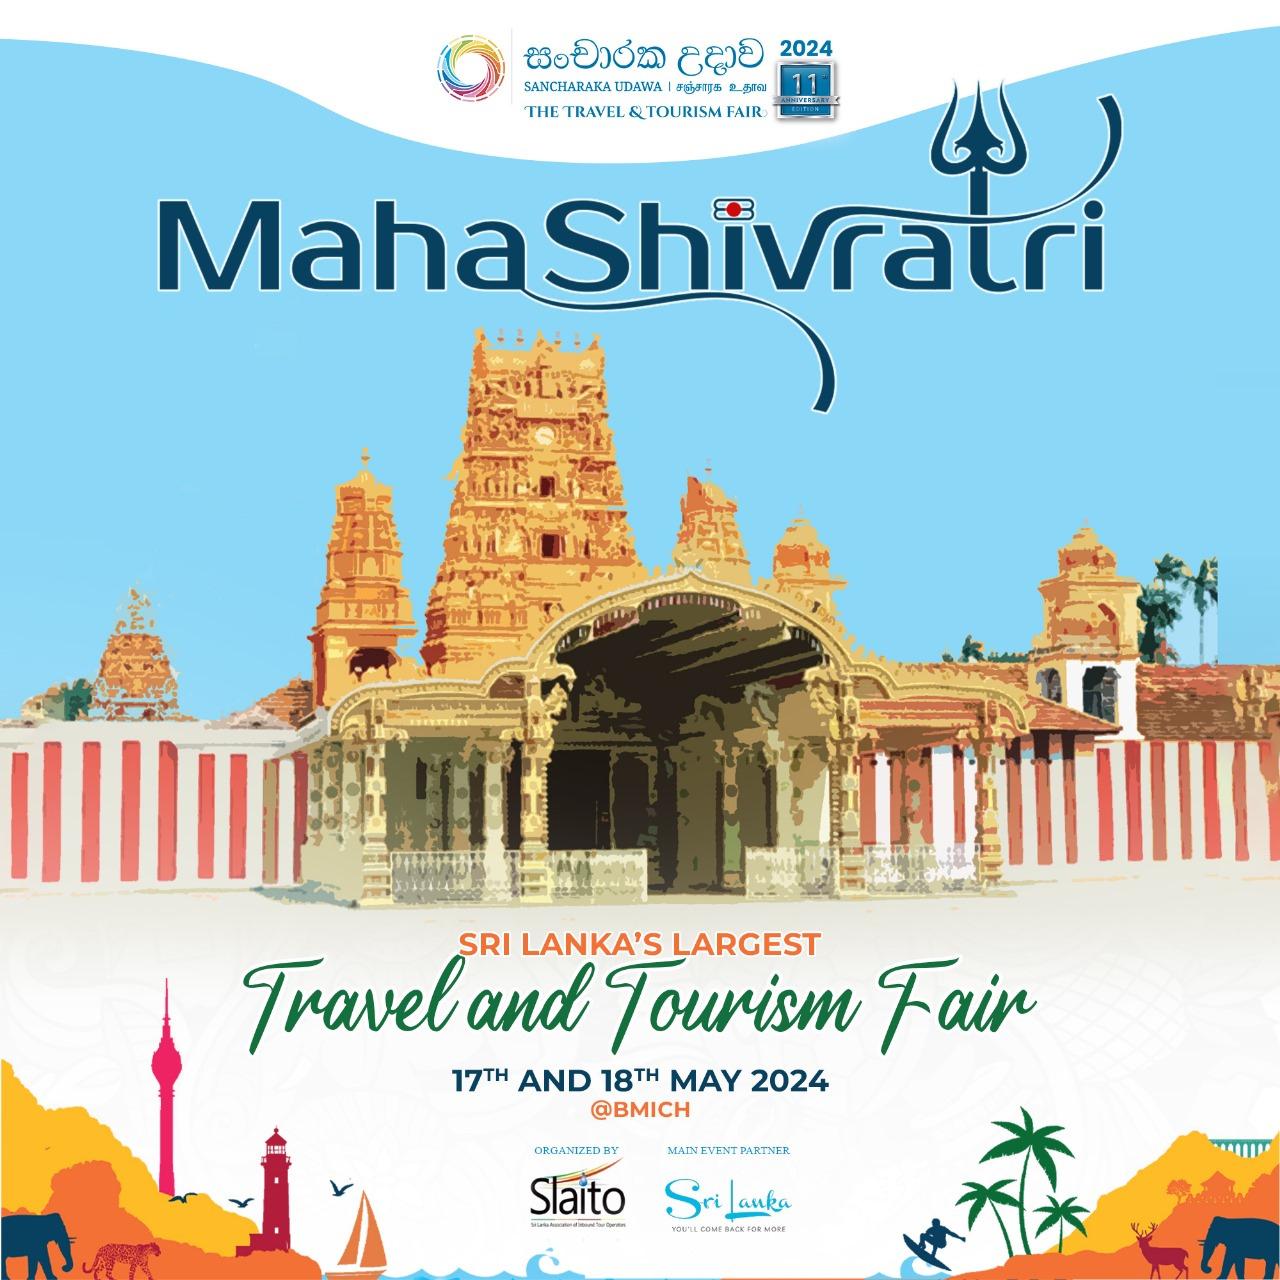 සංචාරක උදාව 2024
SANCHARAKA UDAWA | சஞ்சாரக உதாவ
THE TRAVEL & TOURISM FAIR
11TH
ANNIVERSARY
EDITION
MahaShivratri
SRI LANKA'S LARGEST
Travel and Tourism Fair
17TH AND 18TH MAY 2024
@BMICH
ORGANIZED BY
Slaito
Sri Lanka Association of Inbound Tour Operators
MAIN EVENT PARTNER
Sri Lanka
YOU'LL COME BACK FOR MORE